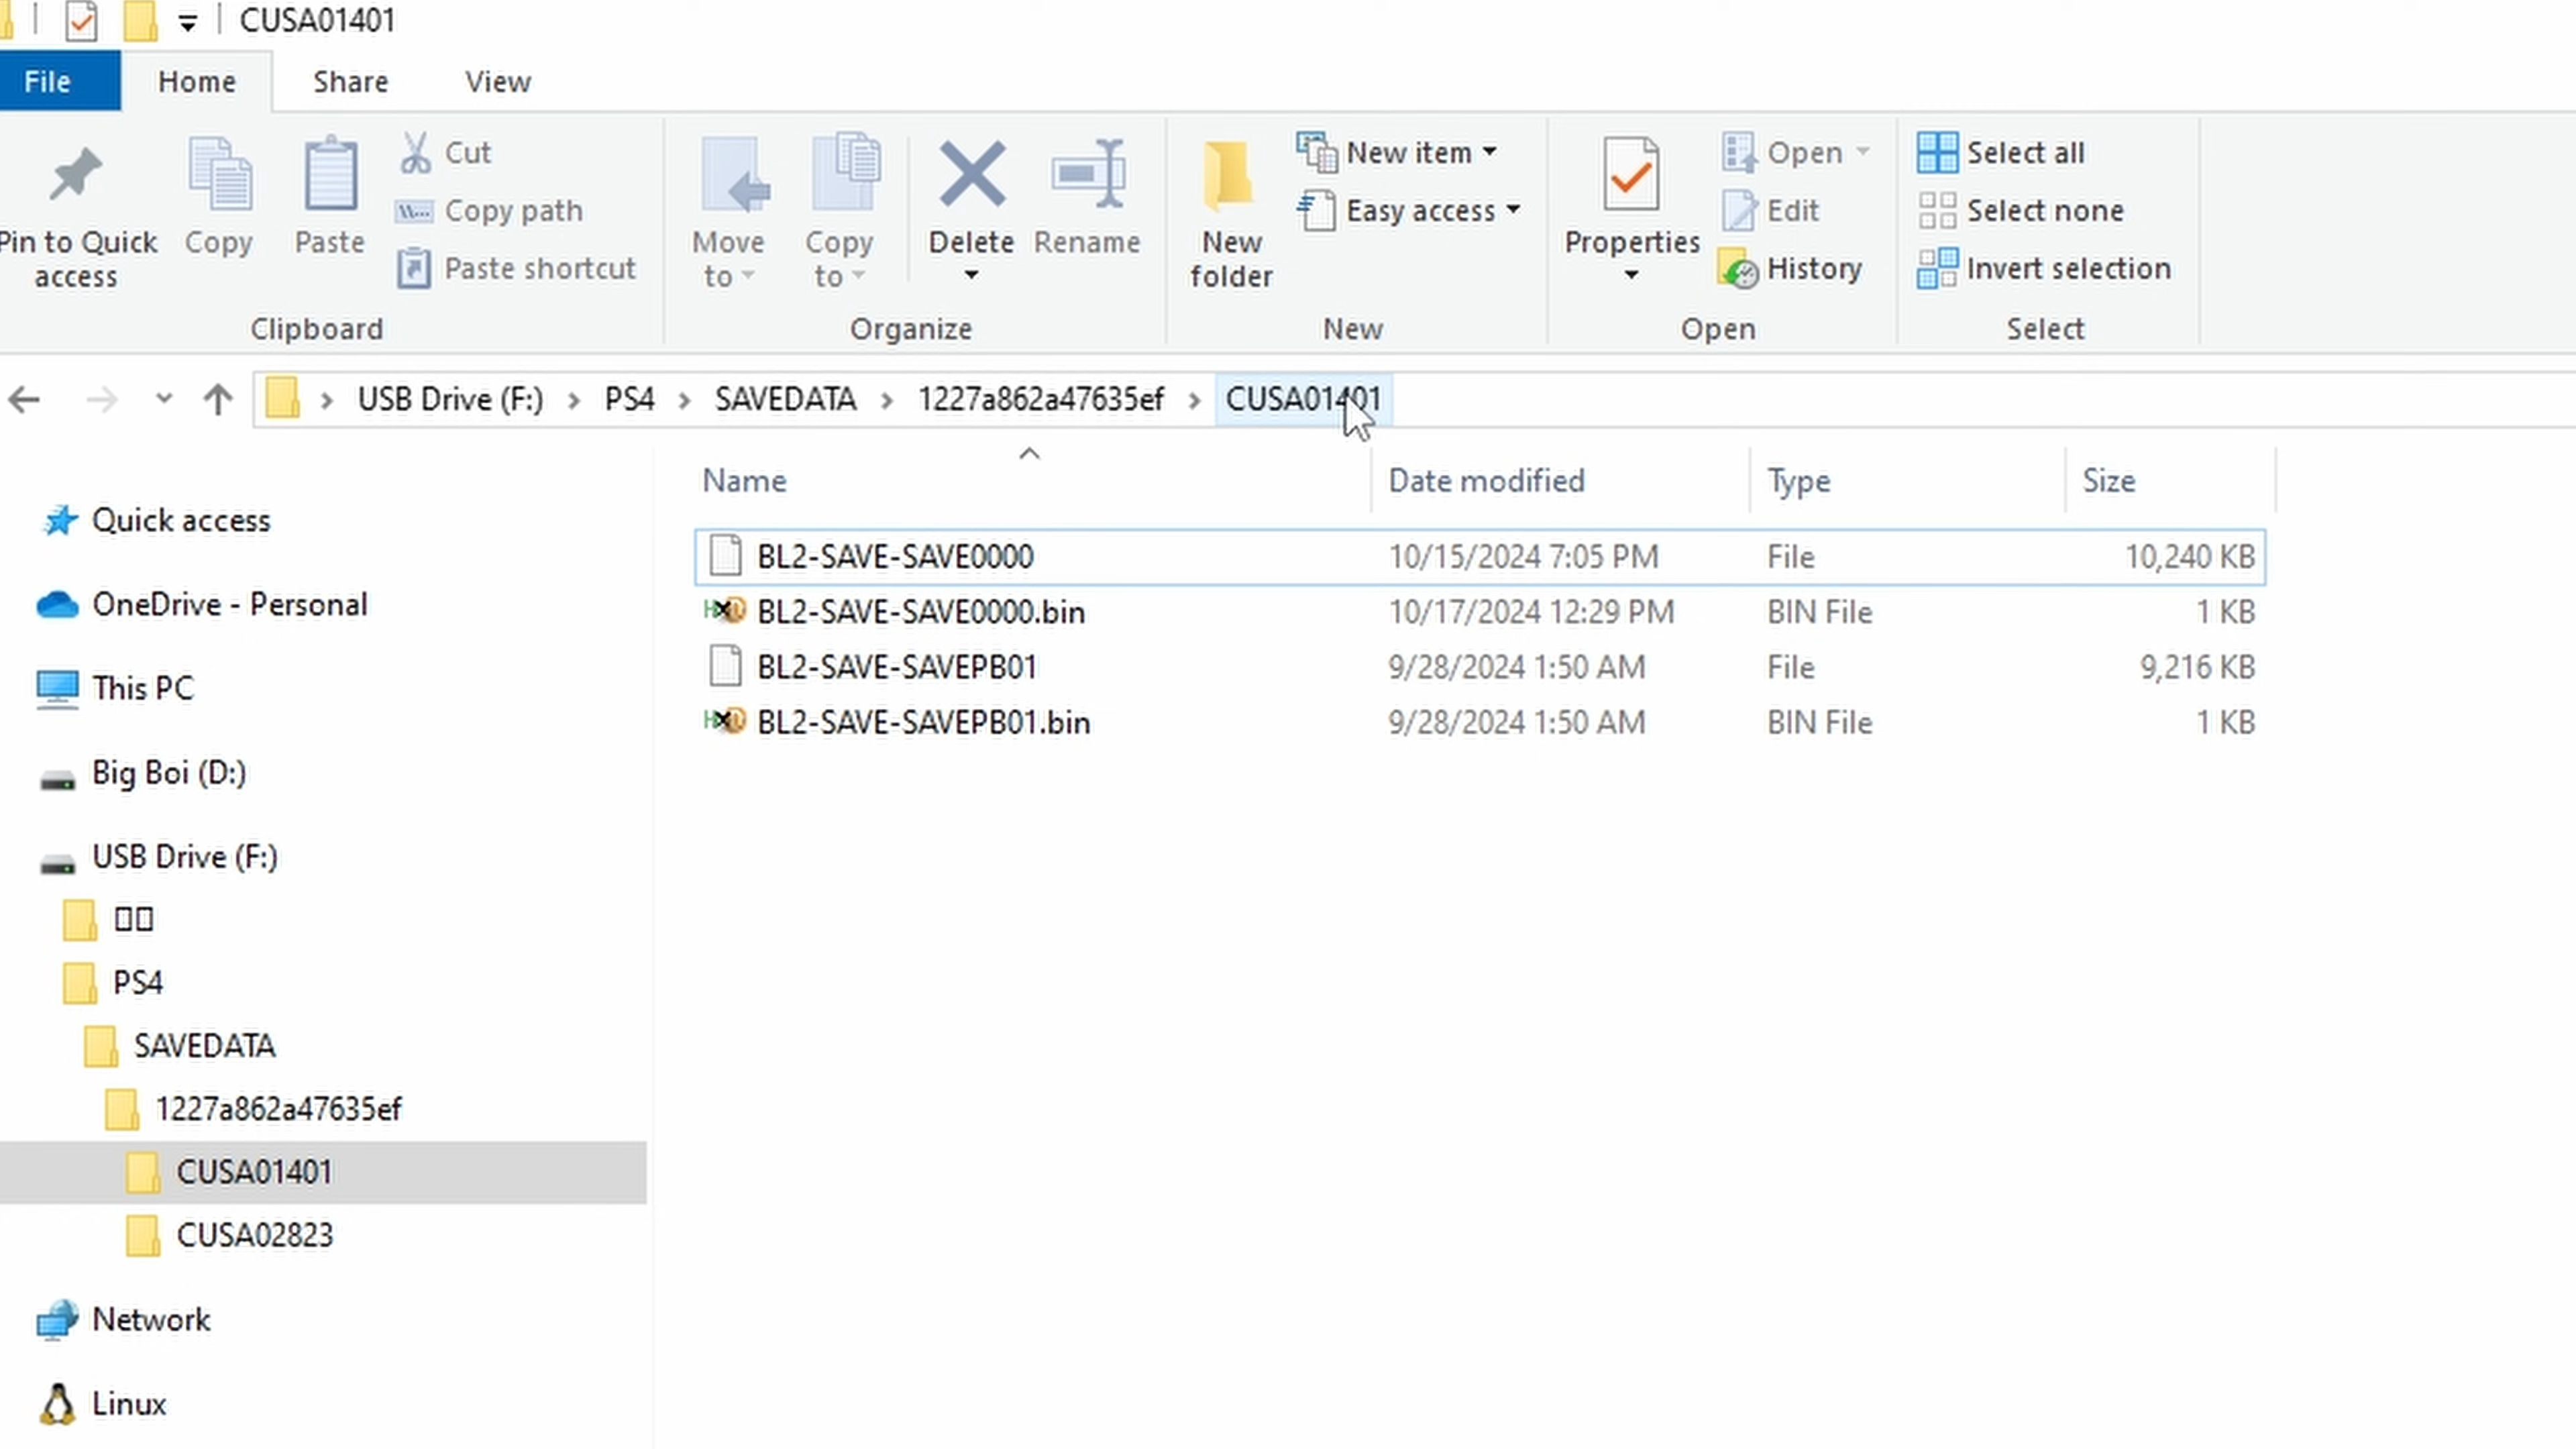 CUSA01401
File Home Share View
Pin to Quick access
Copy
Paste
Cut
Copy path
Paste shortcut
Clipboard
Move to
Copy to
Delete
Rename
Organize
New folder
New item
Easy access
New
Properties
Open
Edit
History
Open
Select all
Select none
Invert selection
Select
USB Drive (F:) > PS4 > SAVEDATA > 1227a862a47635ef > CUSA01401
Name Date modified Type Size
BL2-SAVE-SAVE0000 10/15/2024 7:05 PM File 10,240 KB
BL2-SAVE-SAVE0000.bin 10/17/2024 12:29 PM BIN File 1 KB
BL2-SAVE-SAVEPB01 9/28/2024 1:50 AM File 9,216 KB
BL2-SAVE-SAVEPB01.bin 9/28/2024 1:50 AM BIN File 1 KB
Quick access
OneDrive - Personal
This PC
Big Boi (D:)
USB Drive (F:)
PS4
SAVEDATA
1227a862a47635ef
CUSA01401
CUSA02823
Network
Linux